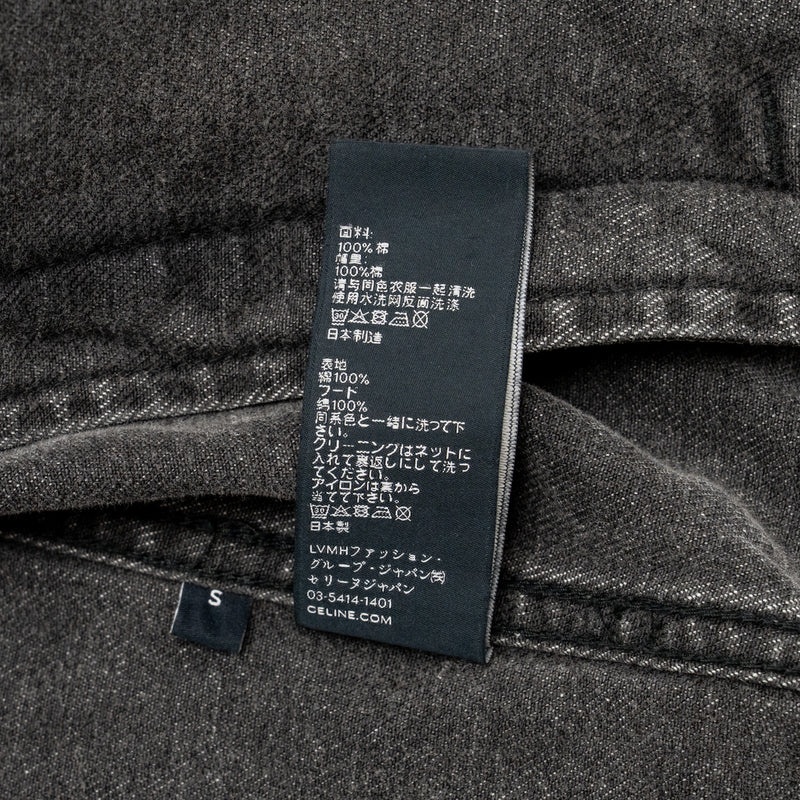 面料:
100% 棉
帽里:
100%棉
请与同色衣服一起清洗
使用水洗网反面洗涤
30
日本制造
表地
綿100%
フード
綿100%
同系色と一緒に洗って下
さい。
クリーニングはネットに
入れて裏返しにして洗っ
てください。
アイロンは裏から
当てて下さい。
30
日本製
LVMHファッション・
グループ・ジャパン㈱
セリーヌジャパン
03-5414-1401
CELINE.COM
S